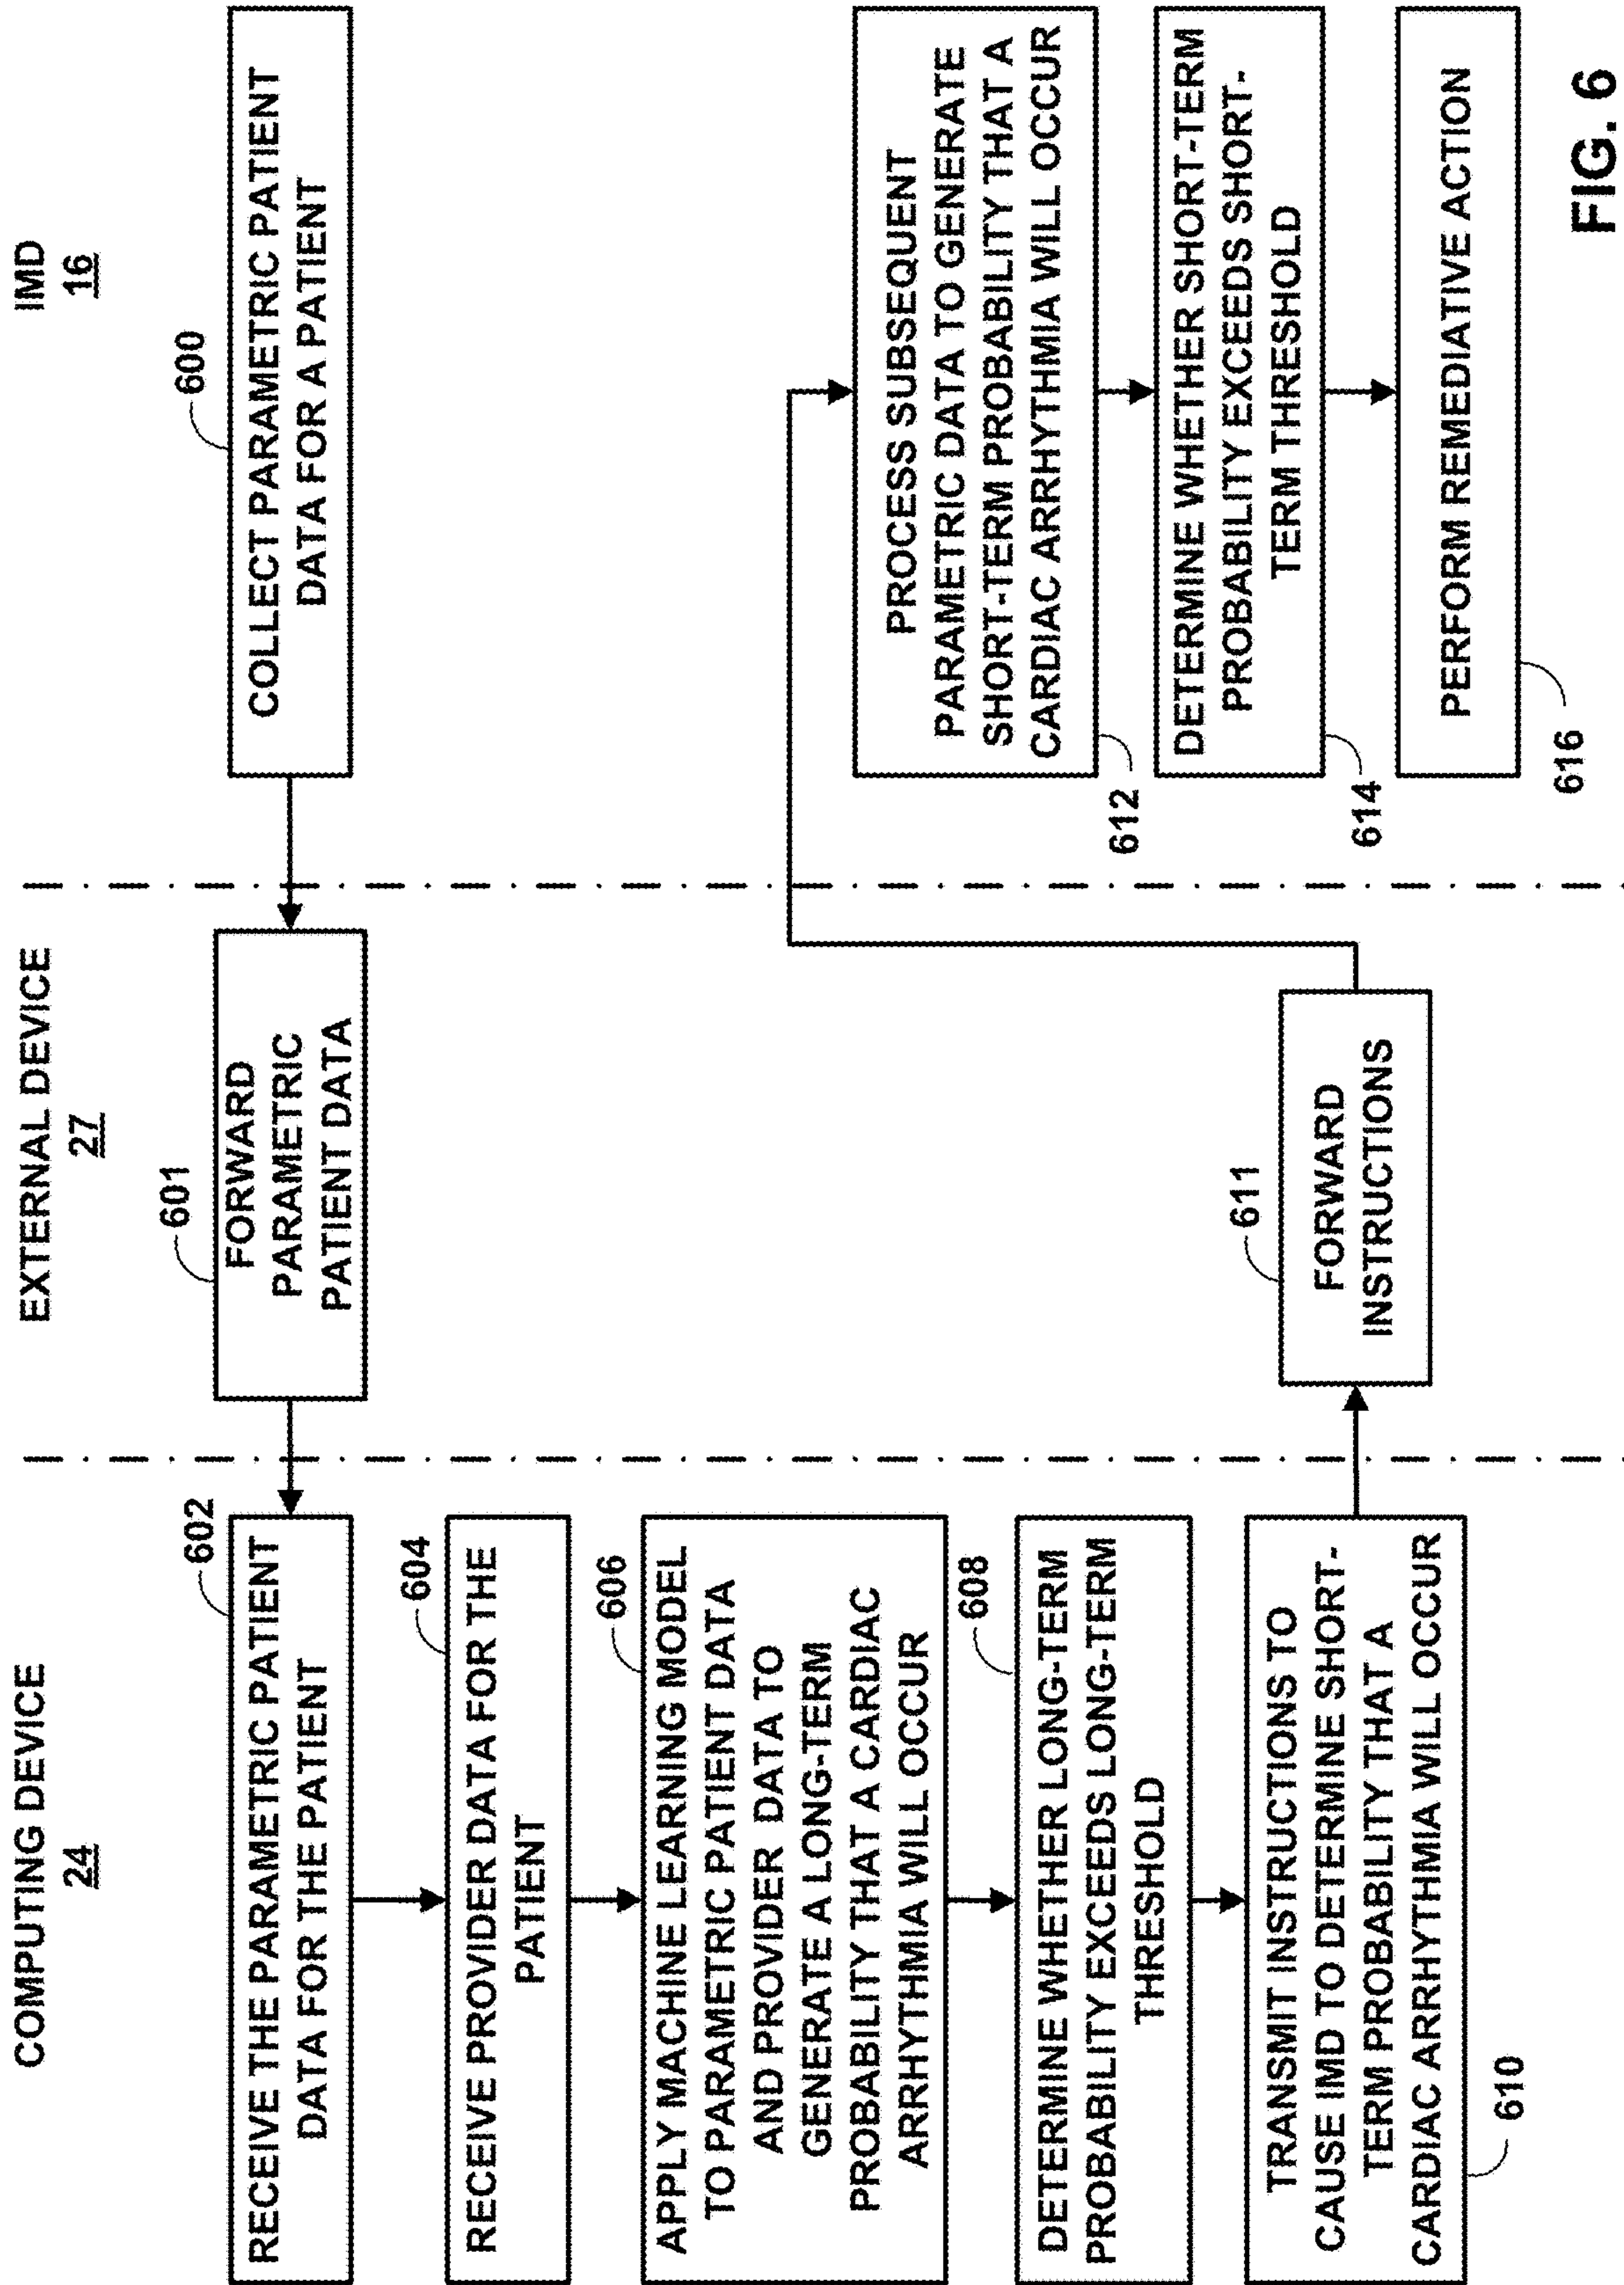 COMPUTING DEVICE
24
EXTERNAL DEVICE
27
IMD
16
600
COLLECT PARAMETRIC PATIENT
DATA FOR A PATIENT
601
FORWARD
PARAMETRIC
PATIENT DATA
602
RECEIVE THE PARAMETRIC PATIENT
DATA FOR THE PATIENT
604
RECEIVE PROVIDER DATA FOR THE
PATIENT
606
APPLY MACHINE LEARNING MODEL
TO PARAMETRIC PATIENT DATA
AND PROVIDER DATA TO
GENERATE A LONG-TERM
PROBABILITY THAT A CARDIAC
ARRHYTHMIA WILL OCCUR
608
DETERMINE WHETHER LONG-TERM
PROBABILITY EXCEEDS LONG-TERM
THRESHOLD
TRANSMIT INSTRUCTIONS TO
CAUSE IMD TO DETERMINE SHORT-
TERM PROBABILITY THAT A
CARDIAC ARRHYTHMIA WILL OCCUR
610
611
FORWARD
INSTRUCTIONS
PROCESS SUBSEQUENT
PARAMETRIC DATA TO GENERATE
SHORT-TERM PROBABILITY THAT A
CARDIAC ARRHYTHMIA WILL OCCUR
612
DETERMINE WHETHER SHORT-TERM
PROBABILITY EXCEEDS SHORT-
TERM THRESHOLD
614
PERFORM REMEDIATIVE ACTION
616
FIG. 6